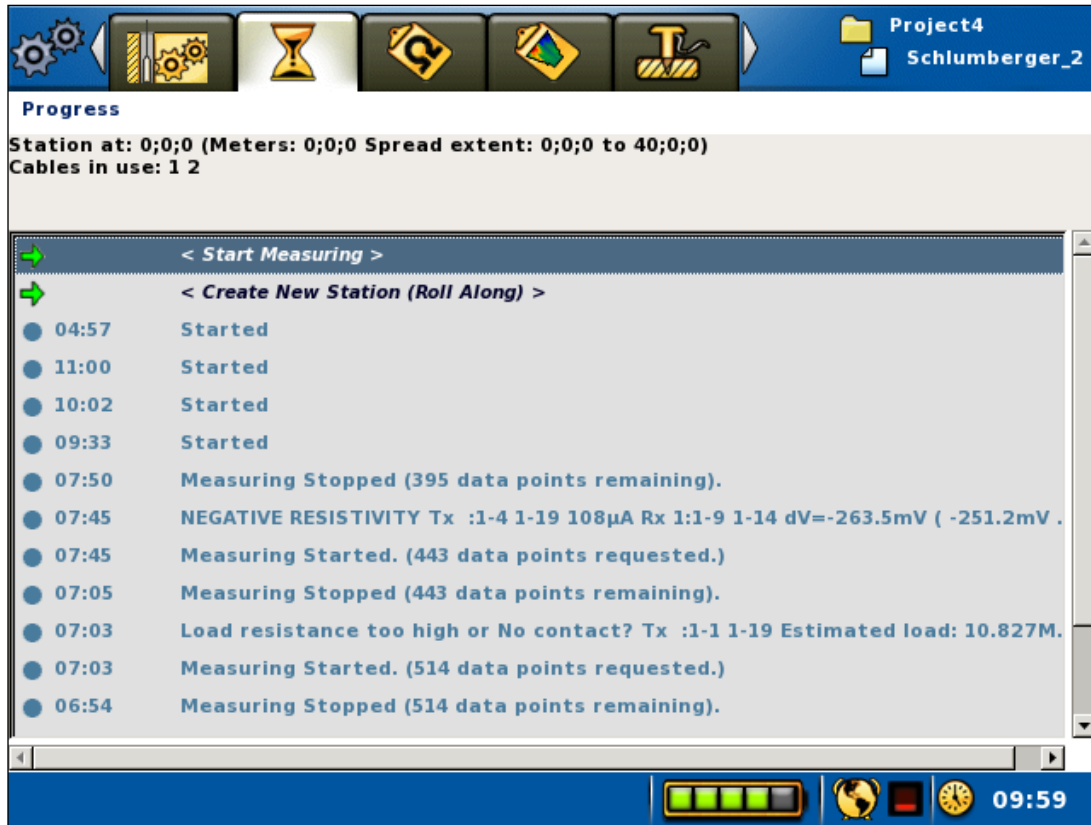 Project4
Schlumberger_2
Progress
Station at: 0;0;0 (Meters: 0;0;0 Spread extent: 0;0;0 to 40;0;0)
Cables in use: 1 2
< Start Measuring >
< Create New Station (Roll Along) >
04:57 Started
11:00 Started
10:02 Started
09:33 Started
07:50 Measuring Stopped (395 data points remaining).
07:45 NEGATIVE RESISTIVITY Tx :1-4 1-19 108µA Rx 1:1-9 1-14 dV=-263.5mV ( -251.2mV .
07:45 Measuring Started. (443 data points requested.)
07:05 Measuring Stopped (443 data points remaining).
07:03 Load resistance too high or No contact? Tx :1-1 1-19 Estimated load: 10.827M.
07:03 Measuring Started. (514 data points requested.)
06:54 Measuring Stopped (514 data points remaining).
09:59